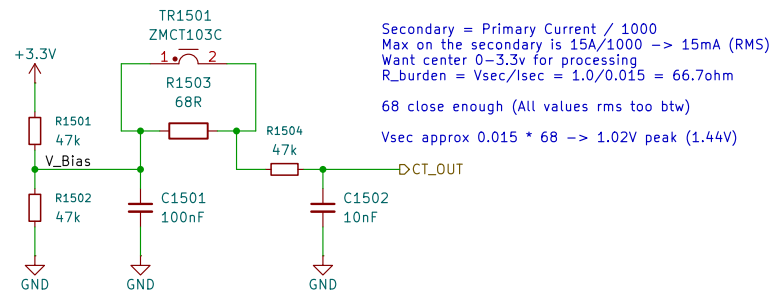 TR1501
ZMCT103C
Secondary = Primary Current / 1000
Max on the secondary is 15A/1000 -> 15mA (RMS)
Want center 0-3.3v for processing
R_burden = Vsec/Isec = 1.0/0.015 = 66.7ohm
68 close enough (All values rms too btw)
Vsec approx 0.015 * 68 -> 1.02V peak (1.44V)
+3.3V
1 2
R1503
68R
R1501
47k
R1504
47k
V_Bias
CT_OUT
R1502
47k
C1501
100nF
C1502
10nF
GND GND GND